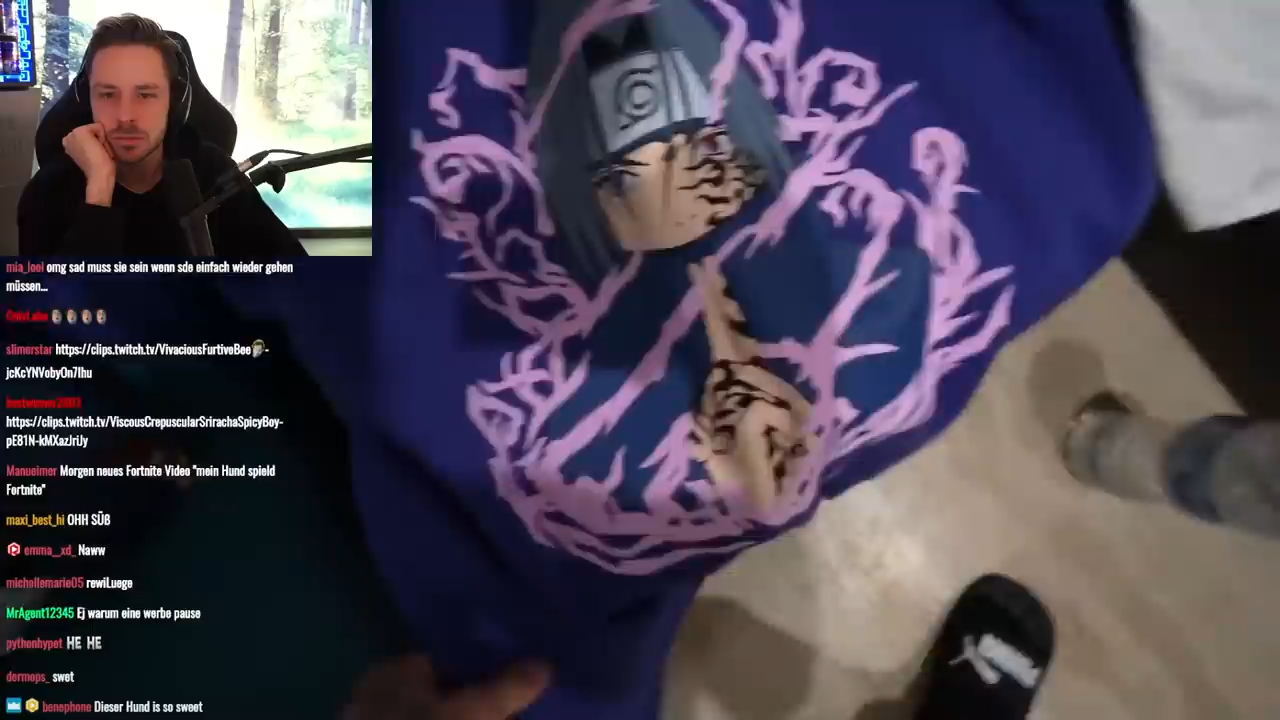 mia_looi omg sad muss sie sein wenn sde einfach wieder gehen
müssen...
slimerstar https://clips.twitch.tv/VivaciousFurtiveBee
-
jcKcYNVobyOn7Ihu
https://clips.twitch.tv/ViscousCrepuscularSrirachaSpicyBoy-
pE81N-kMXazJriJy
Manueimer Morgen neues Fortnite Video "mein Hund spield
Fortnite"
maxi_best_hi OHH SÜß
emma__xd_ Naww
michellemarie05 rewiLuege
MrAgent12345 Ej warum eine werbe pause
pythonhypet HE HE
dermops_ swet
benephone Dieser Hund is so sweet